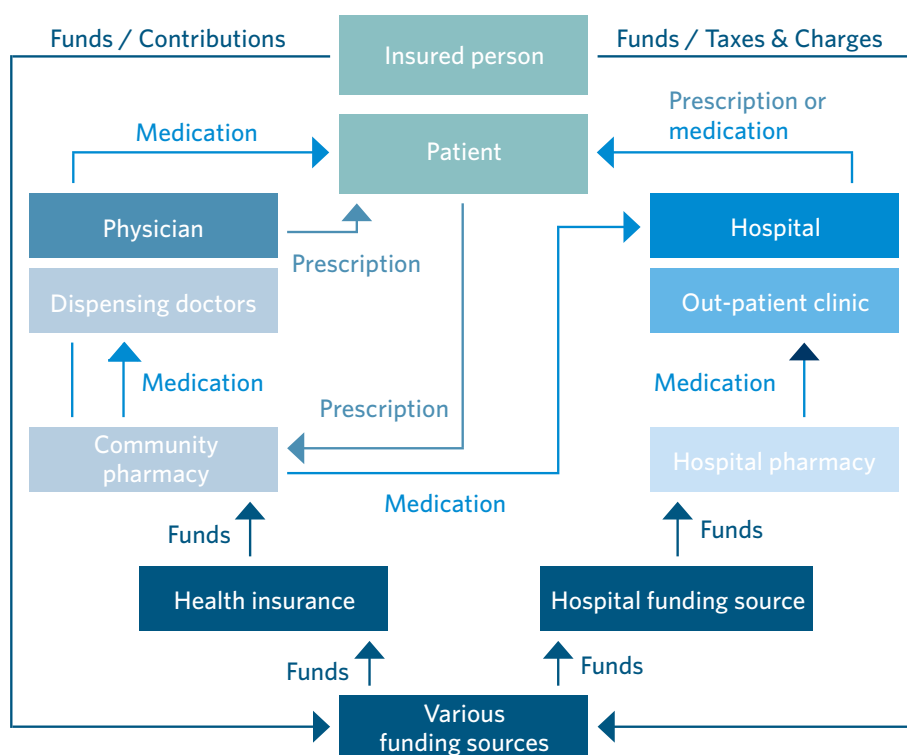 Funds / Contributions
Insured person
Funds / Taxes & Charges
Medication
Patient
Prescription or
medication
Physician
Prescription
Hospital
Dispensing doctors
Out-patient clinic
Medication
Medication
Prescription
Community
pharmacy
Hospital pharmacy
Medication
Funds
Funds
Health insurance
Hospital funding source
Funds
Funds
Various
funding sources